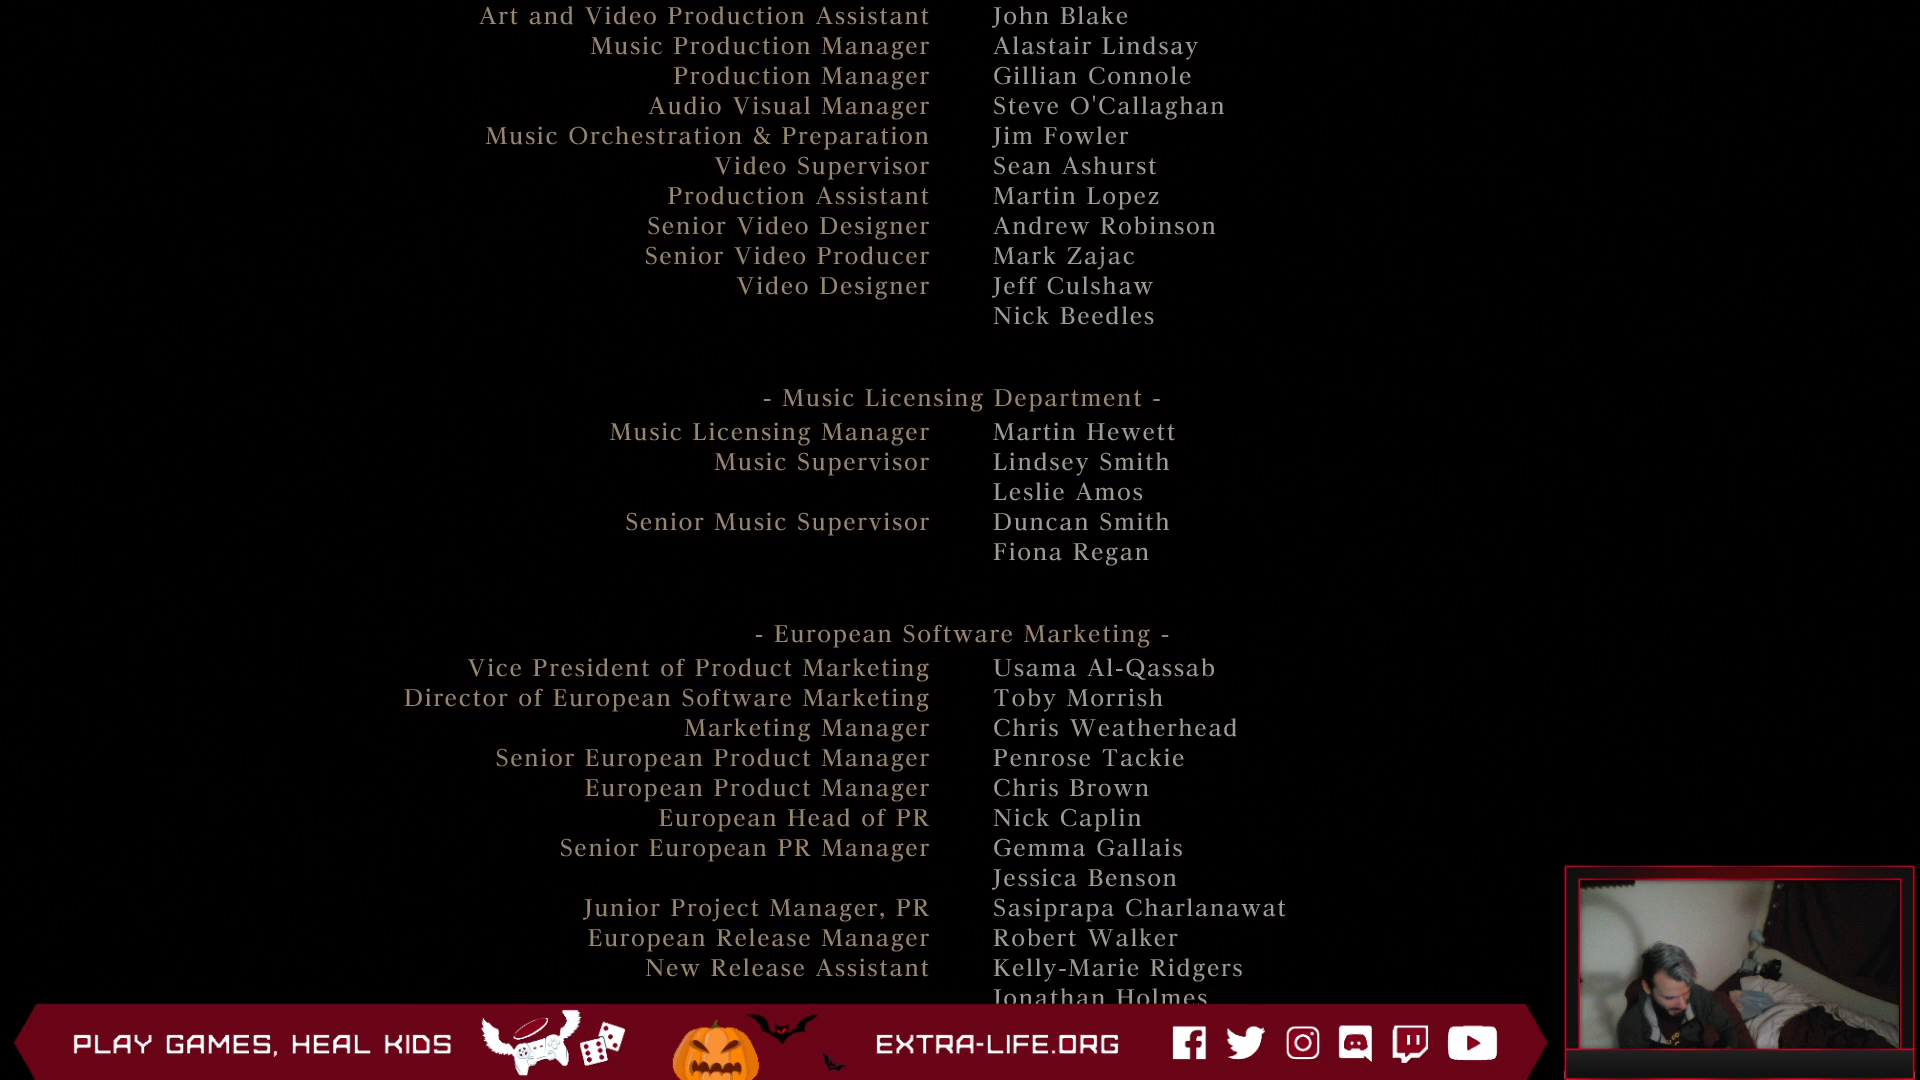 Art and Video Production Assistant John Blake
Music Production Manager Alastair Lindsay
Production Manager Gillian Connole
Audio Visual Manager Steve O'Callaghan
Music Orchestration & Preparation Jim Fowler
Video Supervisor Sean Ashurst
Production Assistant Martin Lopez
Senior Video Designer Andrew Robinson
Senior Video Producer Mark Zajac
Video Designer Jeff Culshaw
Nick Beedles
- Music Licensing Department -
Music Licensing Manager Martin Hewett
Music Supervisor Lindsey Smith
Leslie Amos
Senior Music Supervisor Duncan Smith
Fiona Regan
- European Software Marketing -
Vice President of Product Marketing Usama Al-Qassab
Director of European Software Marketing Toby Morrish
Marketing Manager Chris Weatherhead
Senior European Product Manager Penrose Tackie
European Product Manager Chris Brown
European Head of PR Nick Caplin
Senior European PR Manager Gemma Gallais
Jessica Benson
Junior Project Manager, PR Sasiprapa Charlanawat
European Release Manager Robert Walker
New Release Assistant Kelly-Marie Ridgers
Jonathan Holmes
PLAY GAMES, HEAL KIDS EXTRA-LIFE.ORG